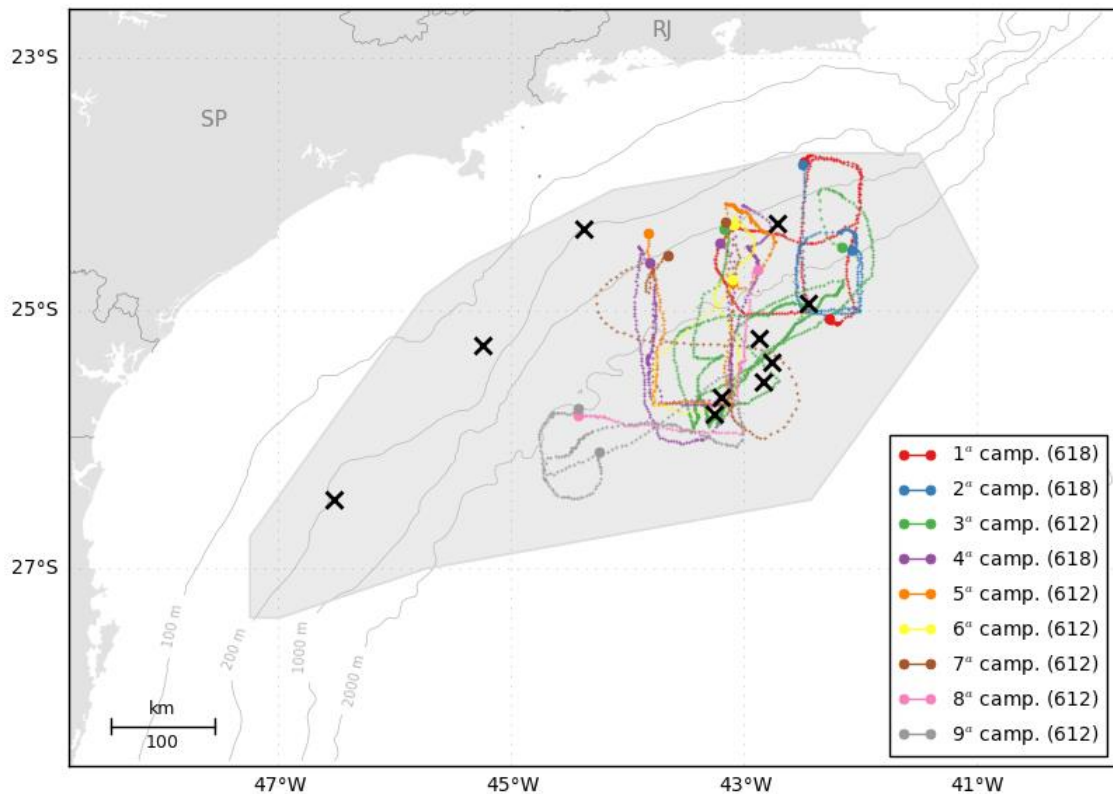 RJ
23°S
SP
25°S
27°S
1ª camp. (618)
2ª camp. (618)
3ª camp. (612)
4ª camp. (618)
5ª camp. (612)
6ª camp. (612)
7ª camp. (612)
8ª camp. (612)
9ª camp. (612)
100 m
200 m
1000 m
2000 m
km
100
47°W
45°W
43°W
41°W